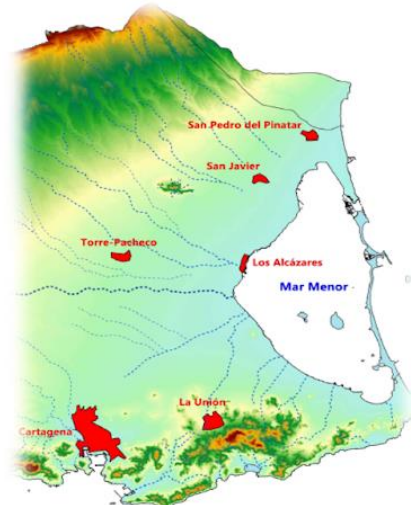 San Pedro del Pinatar
San Javier
Torre-Pacheco
Los Alcázares
Mar Menor
La Unión
Cartagena